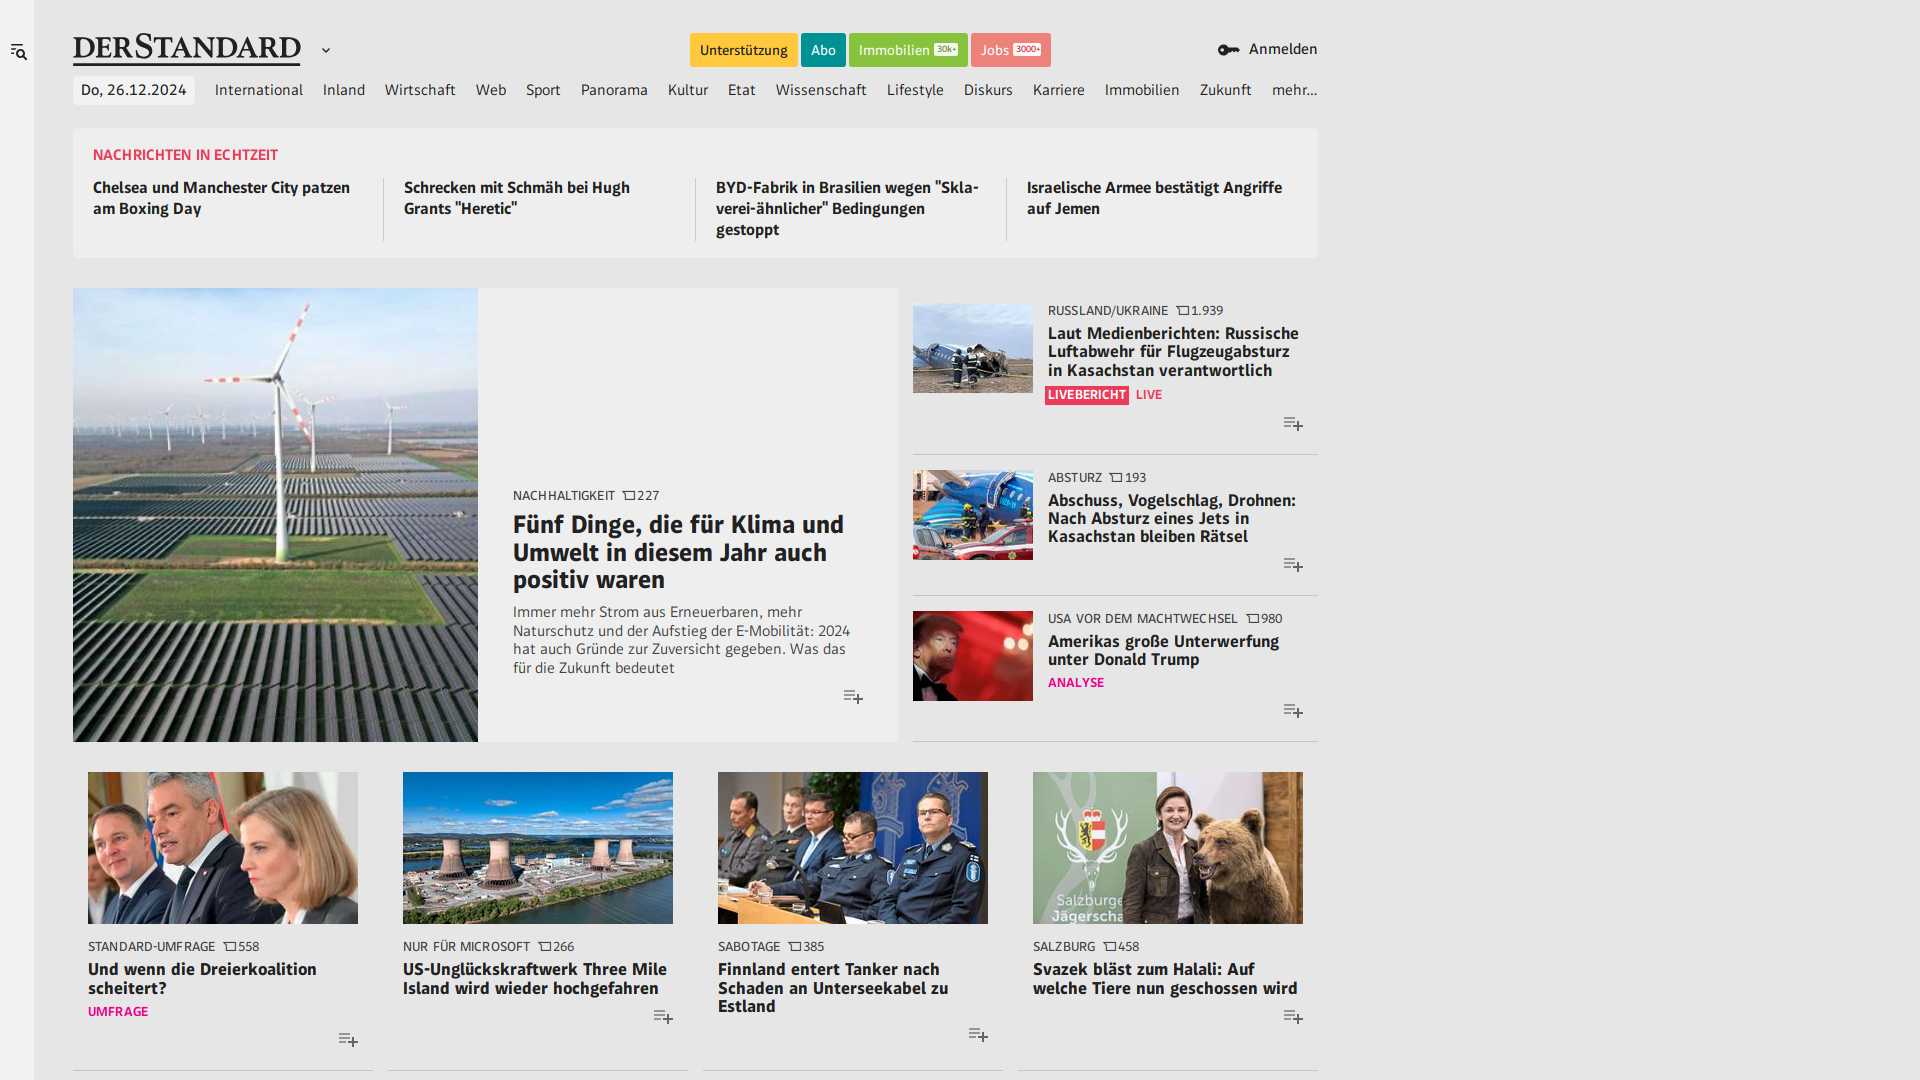 DERSTANDARD
Unterstützung
Abo
Immobilien 30k+
Jobs 3000+
Anmelden
Do, 26.12.2024
International
Inland
Wirtschaft
Web
Sport
Panorama
Kultur
Etat
Wissenschaft
Lifestyle
Diskurs
Karriere
Immobilien
Zukunft
mehr...
NACHRICHTEN IN ECHTZEIT
Chelsea und Manchester City patzen
am Boxing Day
Schrecken mit Schmäh bei Hugh
Grants "Heretic"
BYD-Fabrik in Brasilien wegen "Skla-
verei-ähnlicher" Bedingungen
gestoppt
Israelische Armee bestätigt Angriffe
auf Jemen
NACHHALTIGKEIT 227
Fünf Dinge, die für Klima und
Umwelt in diesem Jahr auch
positiv waren
Immer mehr Strom aus Erneuerbaren, mehr
Naturschutz und der Aufstieg der E-Mobilität: 2024
hat auch Gründe zur Zuversicht gegeben. Was das
für die Zukunft bedeutet
RUSSLAND/UKRAINE 1.939
Laut Medienberichten: Russische
Luftabwehr für Flugzeugabsturz
in Kasachstan verantwortlich
LIVEBERICHT LIVE
ABSTURZ 193
Abschuss, Vogelschlag, Drohnen:
Nach Absturz eines Jets in
Kasachstan bleiben Rätsel
USA VOR DEM MACHTWECHSEL 980
Amerikas große Unterwerfung
unter Donald Trump
ANALYSE
STANDARD-UMFRAGE 558
Und wenn die Dreierkoalition
scheitert?
UMFRAGE
NUR FÜR MICROSOFT 266
US-Unglückskraftwerk Three Mile
Island wird wieder hochgefahren
SABOTAGE 385
Finnland entert Tanker nach
Schaden an Unterseekabel zu
Estland
Salzburge
Jägerscha
SALZBURG 458
Svazek bläst zum Halali: Auf
welche Tiere nun geschossen wird